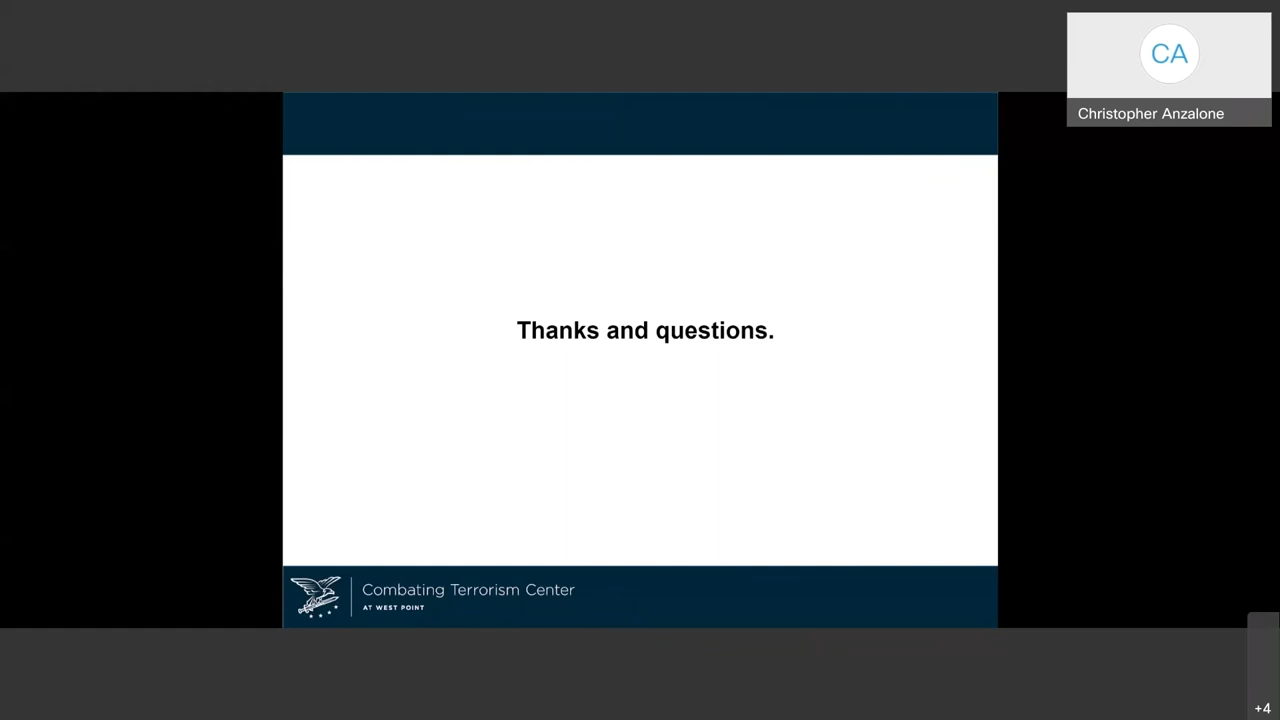 CA
Christopher Anzalone
Thanks and questions.
Combating Terrorism Center
AT WEST POINT
+4